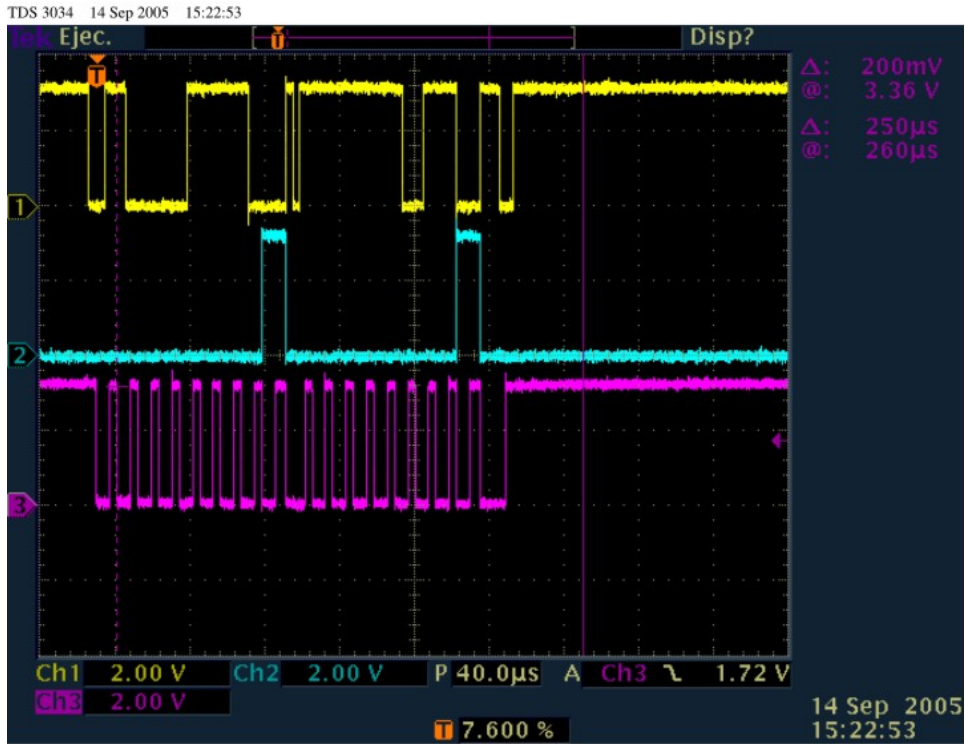 TDS 3034 14 Sep 2005 15:22:53
Tek Ejec. Disp?
T
T
Δ: 200mV
@: 3.36 V
Δ: 250µs
@: 260µs
1
2
3
Ch1 2.00 V Ch2 2.00 V P 40.0µs A Ch3 1.72 V
Ch3 2.00 V
T 7.600 %
14 Sep 2005
15:22:53